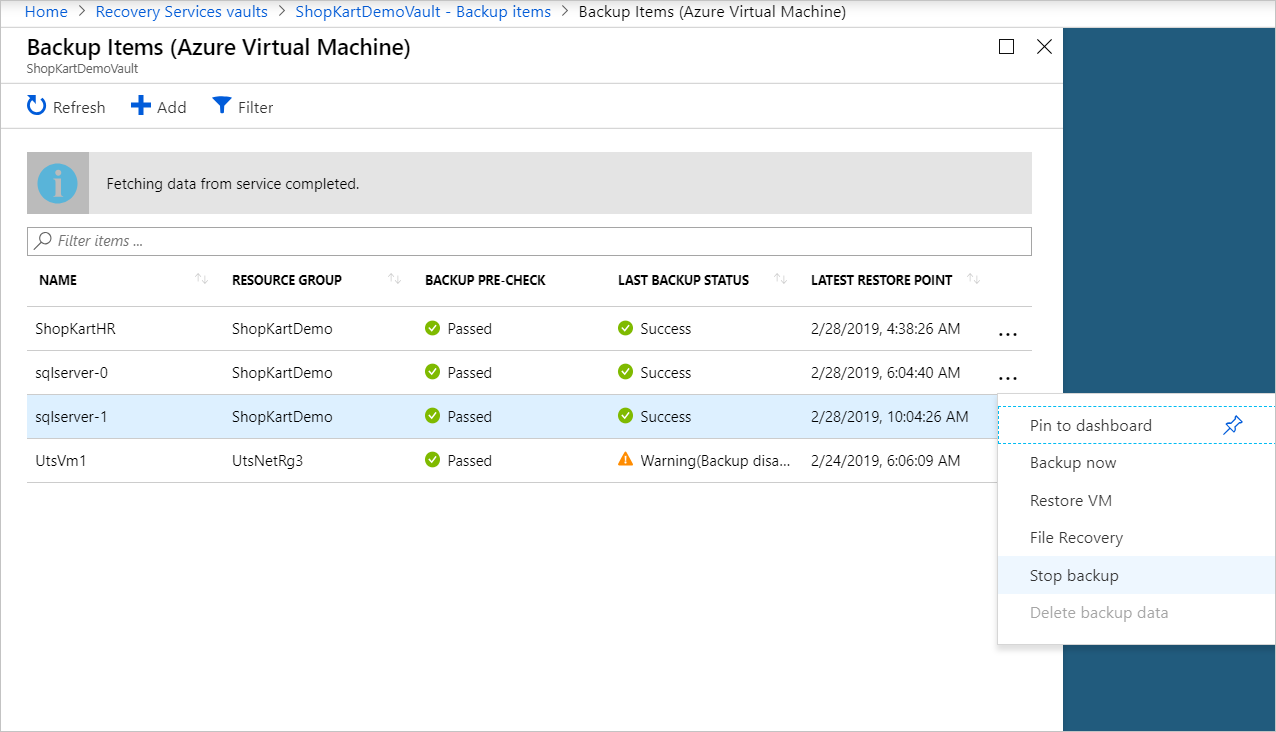 Home > Recovery Services vaults > ShopKartDemoVault - Backup items > Backup Items (Azure Virtual Machine)
Backup Items (Azure Virtual Machine)
ShopKartDemoVault
Refresh Add Filter
Fetching data from service completed.
Filter items ...
NAME RESOURCE GROUP BACKUP PRE-CHECK LAST BACKUP STATUS LATEST RESTORE POINT
ShopKartHR ShopKartDemo Passed Success 2/28/2019, 4:38:26 AM ...
sqlserver-0 ShopKartDemo Passed Success 2/28/2019, 6:04:40 AM ...
sqlserver-1 ShopKartDemo Passed Success 2/28/2019, 10:04:26 AM
UtsVm1 UtsNetRg3 Passed Warning(Backup disa... 2/24/2019, 6:06:09 AM
Pin to dashboard
Backup now
Restore VM
File Recovery
Stop backup
Delete backup data